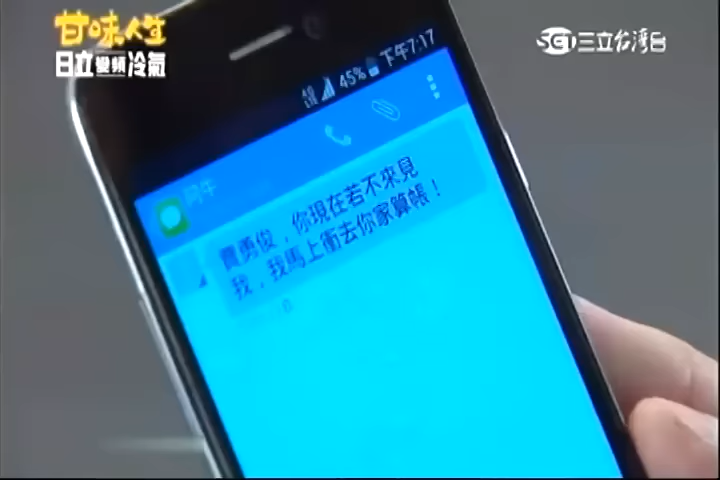 甘味人生
日立變頻冷氣
SET三立台灣台
45% 下午7:17
阿午
賈勇俊，你現在若不來見
我，我馬上衝去你家算帳！